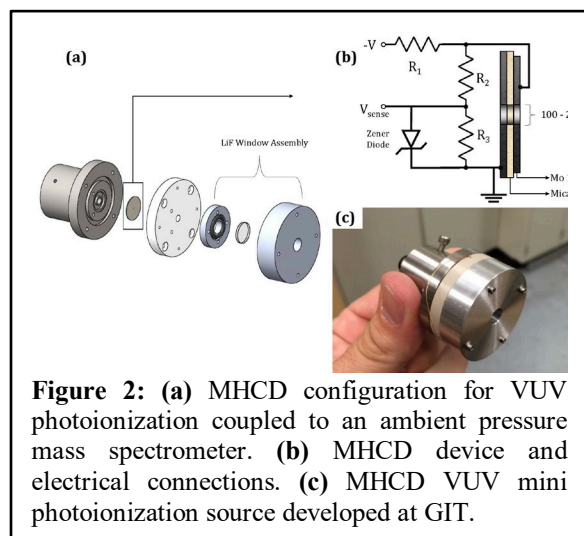 (a)
LiF Window Assembly
(b)
-V
R1
R2
Vsense
R3
Zener
Diode
100 - 2
Mo
Mica
(c)
Figure 2: (a) MHCD configuration for VUV
photoionization coupled to an ambient pressure
mass spectrometer. (b) MHCD device and
electrical connections. (c) MHCD VUV mini
photoionization source developed at GIT.